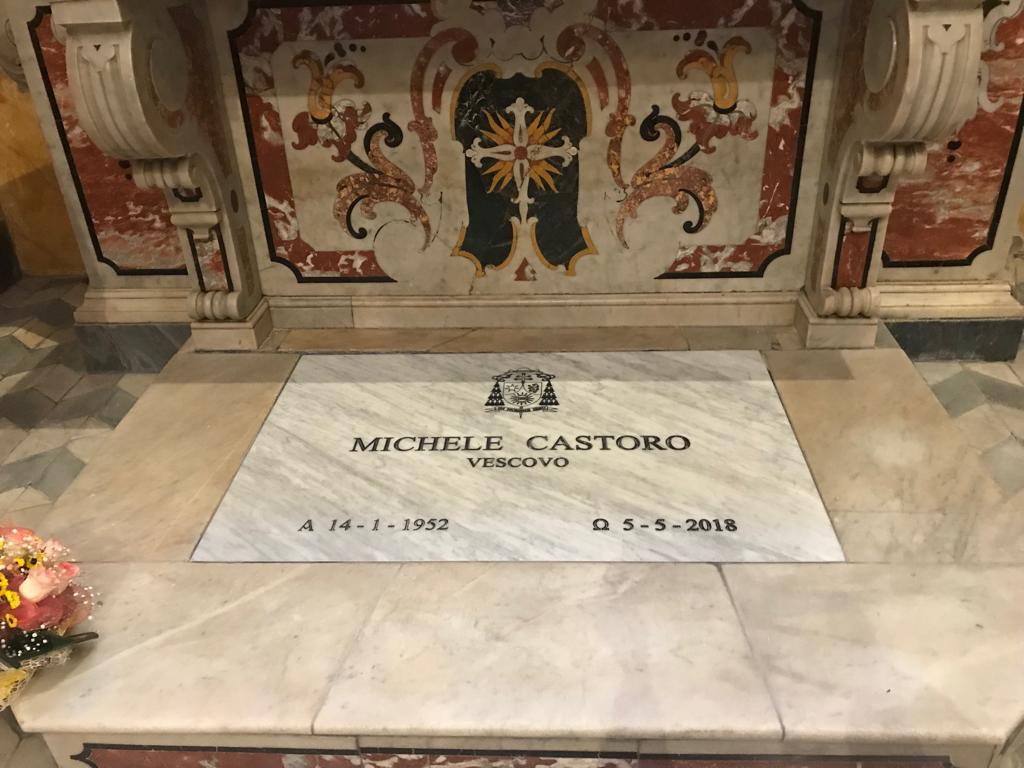 MICHELE CASTORO
VESCOVO
Α 14-1-1952
Ω 5-5-2018